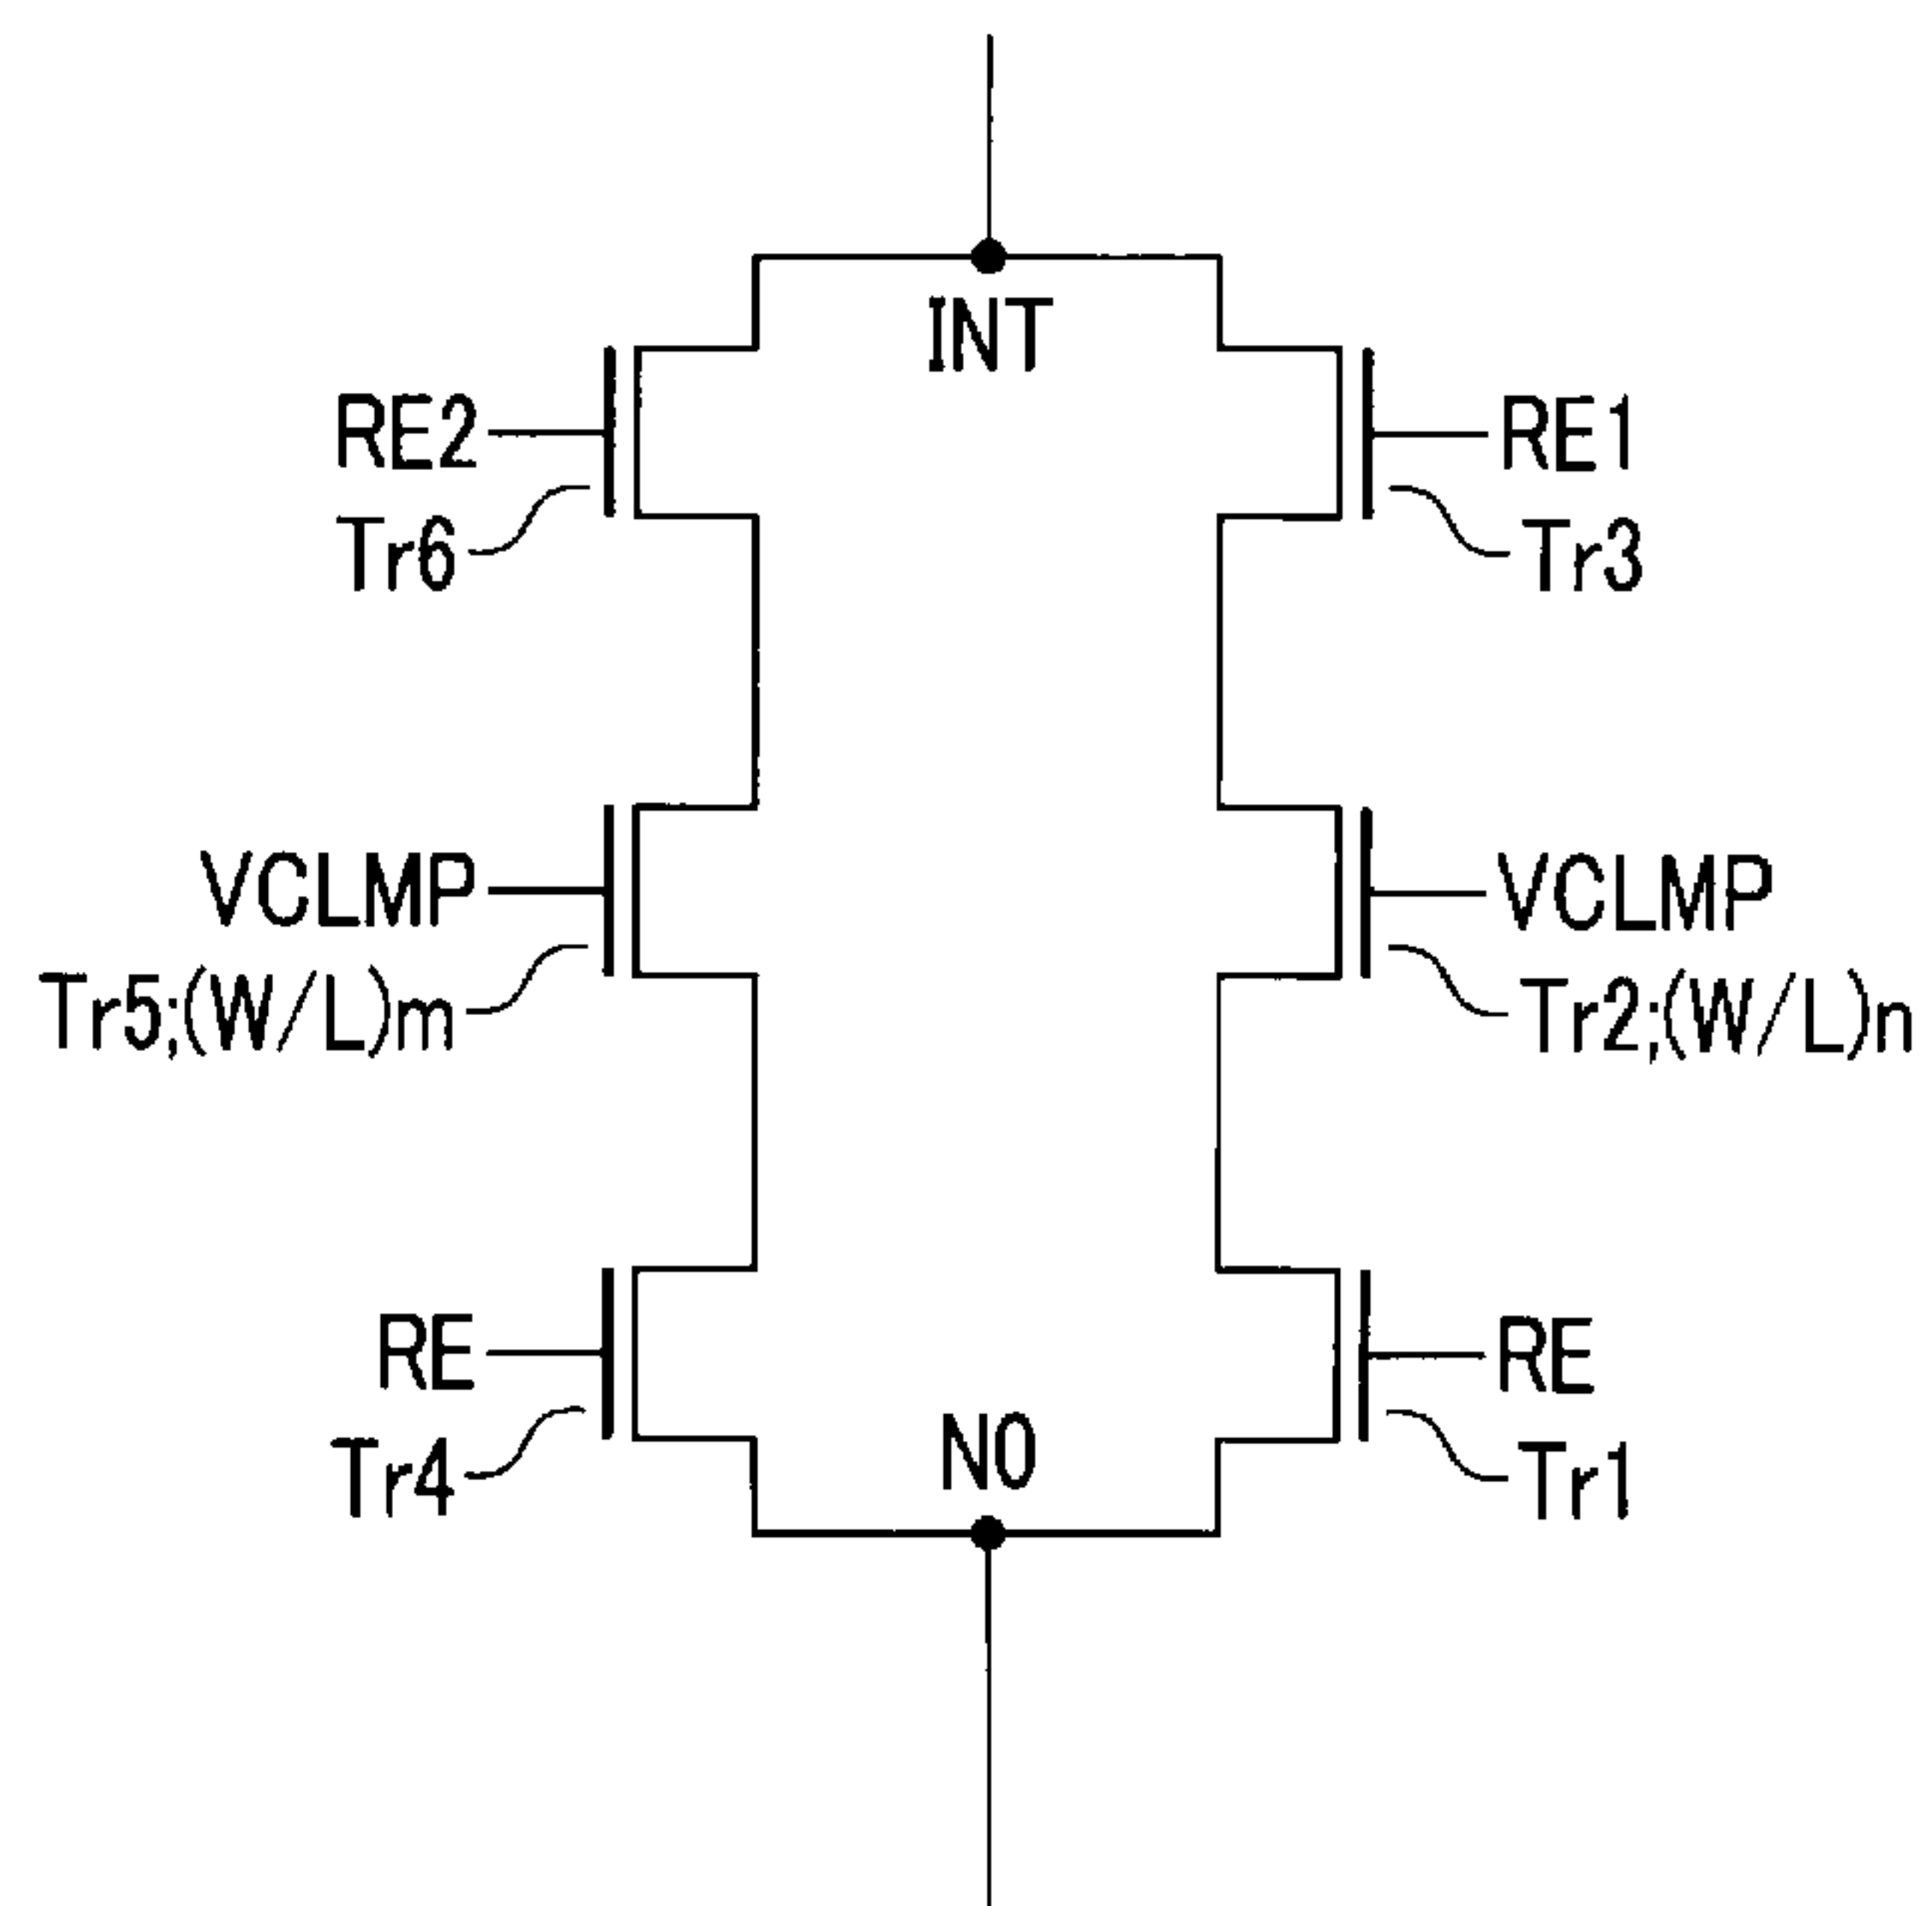 INT
RE2
RE1
Tr6
Tr3
VCLMP
VCLMP
Tr5;(W/L)m
Tr2;(W/L)n
RE
RE
Tr4
N0
Tr1